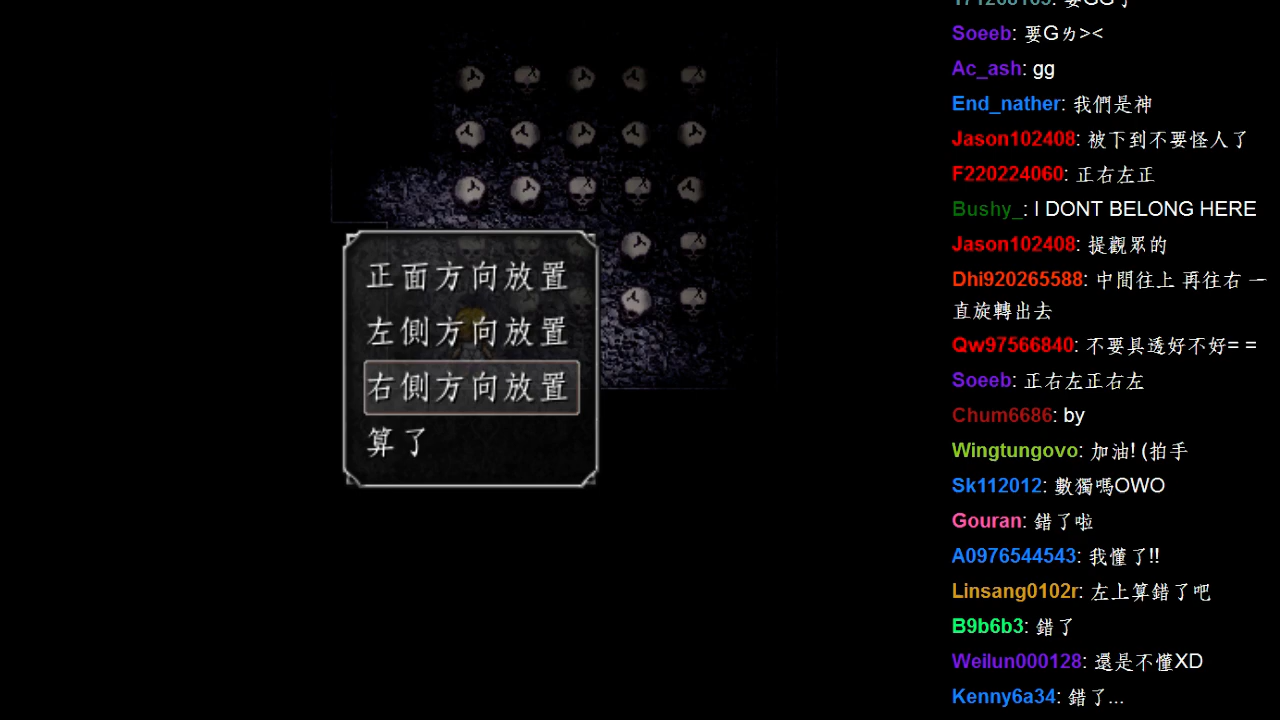 正面方向放置
左側方向放置
右側方向放置
算了
Soeeb: 要Gㄌ><
Ac_ash: gg
End_nather: 我們是神
Jason102408: 被下到不要怪人了
F220224060: 正右左正
Bushy_: I DONT BELONG HERE
Jason102408: 提觀眾的
Dhi920265588: 中間往上 再往右 一
直旋轉出去
Qw97566840: 不要具透好不好= =
Soeeb: 正右左正右左
Chum6686: by
Wingtungovo: 加油! (拍手
Sk112012: 數獨嗎OWO
Gouran: 錯了啦
A0976544543: 我懂了!!
Linsang0102r: 左上算錯了吧
B9b6b3: 錯了
Weilun000128: 還是不懂XD
Kenny6a34: 錯了...